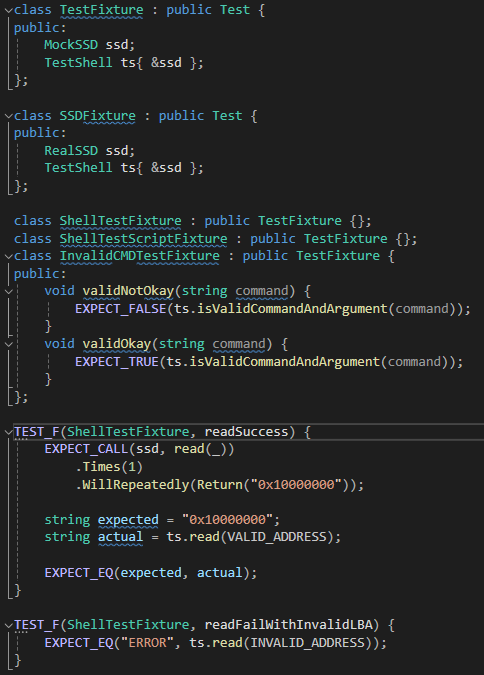 class TestFixture : public Test {
public:
    MockSSD ssd;
    TestShell ts{ &ssd };
};

class SSDFixture : public Test {
public:
    RealSSD ssd;
    TestShell ts{ &ssd };
};

class ShellTestFixture : public TestFixture {};
class ShellTestScriptFixture : public TestFixture {};
class InvalidCMDTestFixture : public TestFixture {
public:
    void validNotOkay(string command) {
        EXPECT_FALSE(ts.isValidCommandAndArgument(command));
    }
    void validOkay(string command) {
        EXPECT_TRUE(ts.isValidCommandAndArgument(command));
    }
};

TEST_F(ShellTestFixture, readSuccess) {
    EXPECT_CALL(ssd, read(_))
        .Times(1)
        .WillRepeatedly(Return("0x10000000"));

    string expected = "0x10000000";
    string actual = ts.read(VALID_ADDRESS);

    EXPECT_EQ(expected, actual);
}

TEST_F(ShellTestFixture, readFailWithInvalidLBA) {
    EXPECT_EQ("ERROR", ts.read(INVALID_ADDRESS));
}